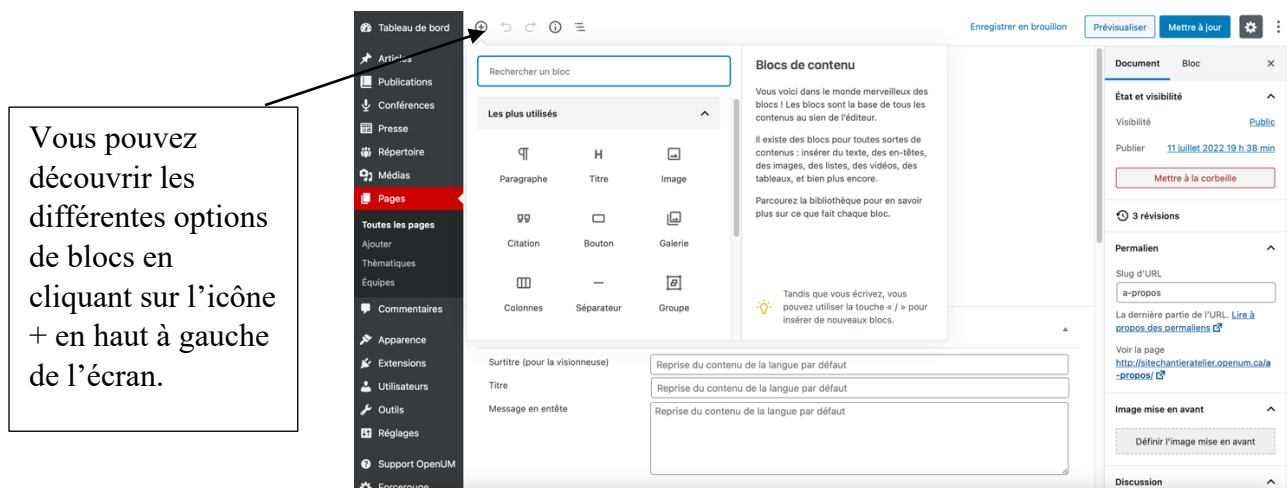 Vous pouvez
découvrir les
différentes options
de blocs en
cliquant sur l’icône
+ en haut à gauche
de l’écran.
Tableau de bord
Articles
Publications
Conférences
Presse
Répertoire
Médias
Pages
Toutes les pages
Ajouter
Thèmatiques
Équipes
Commentaires
Apparence
Extensions
Utilisateurs
Outils
Réglages
Support OpenUM
Forcerouge
Enregistrer en brouillon
Prévisualiser
Mettre à jour
Rechercher un bloc
Les plus utilisés
Paragraphe
Titre
Image
Citation
Bouton
Galerie
Colonnes
Séparateur
Groupe
Blocs de contenu
Vous voici dans le monde merveilleux des
blocs ! Les blocs sont la base de tous les
contenus au sien de l’éditeur.
Il existe des blocs pour toutes sortes de
contenus : insérer du texte, des en-têtes,
des images, des listes, des vidéos, des
tableaux, et bien plus encore.
Parcourez la bibliothèque pour en savoir
plus sur ce que fait chaque bloc.
Tandis que vous écrivez, vous
pouvez utiliser la touche « / » pour
insérer de nouveaux blocs.
Surtitre (pour la visionneuse)
Reprise du contenu de la langue par défaut
Titre
Reprise du contenu de la langue par défaut
Message en entête
Reprise du contenu de la langue par défaut
Document
Bloc
État et visibilité
Visibilité
Public
Publier
11 juillet 2022 19 h 38 min
Mettre à la corbeille
3 révisions
Permalien
Slug d’URL
a-propos
La dernière partie de l’URL. Lire à
propos des permaliens
Voir la page
http://sitechantieratelier.openum.ca/a
-propos/
Image mise en avant
Définir l’image mise en avant
Discussion